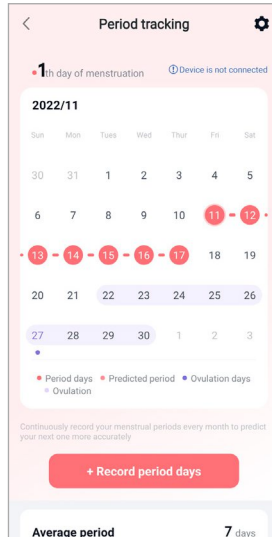 Period tracking
1th day of menstruation
Device is not connected
2022/11
Sun Mon Tues Wed Thur Fri Sat
30 31 1 2 3 4 5
6 7 8 9 10 11 12
13 14 15 16 17 18 19
20 21 22 23 24 25 26
27 28 29 30 1 2 3
Period days Predicted period Ovulation days
Ovulation
Continuously record your menstrual periods every month to predict
your next one more accurately
+ Record period days
Average period 7 days